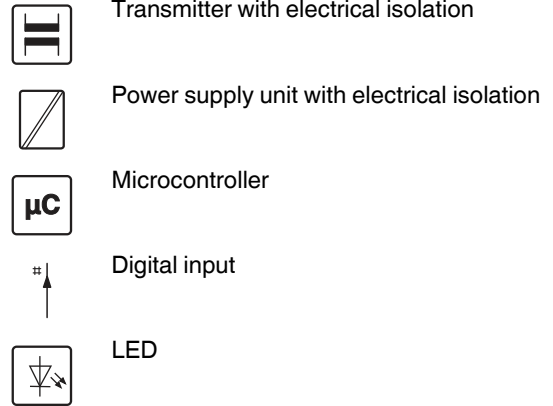 Transmitter with electrical isolation
Power supply unit with electrical isolation
µC Microcontroller
# Digital input
LED